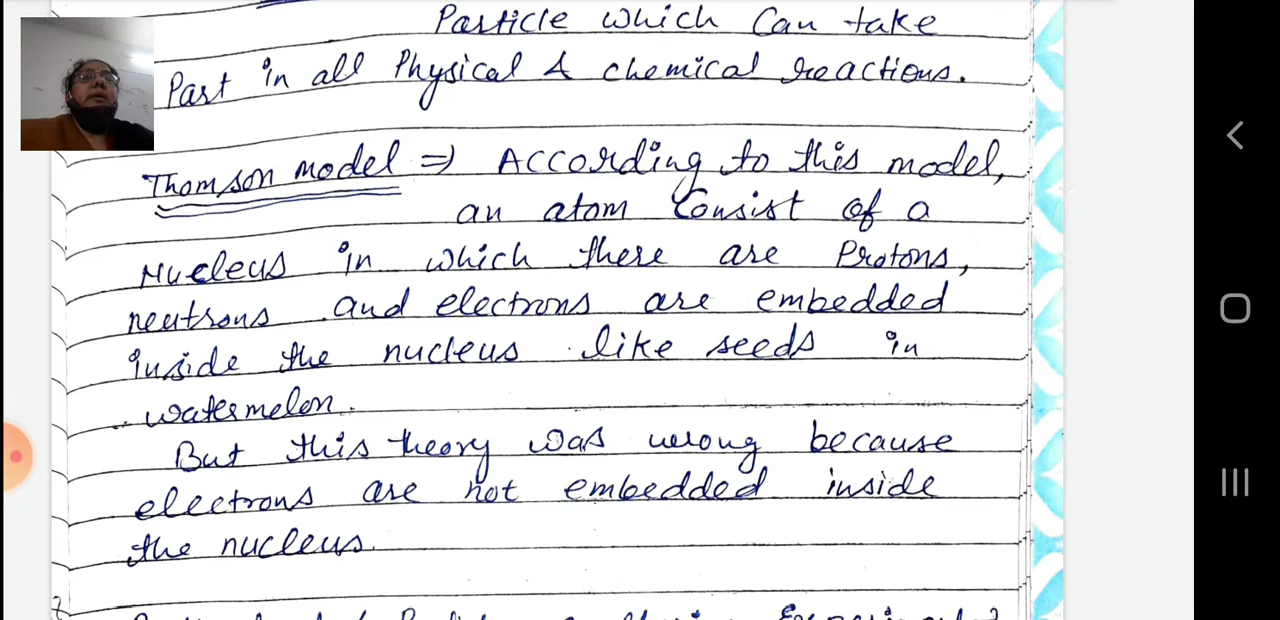 Particle which can take
Part in all Physical & chemical reactions.
Thomson model ⇒ According to this model,
an atom consist of a
Nucleus in which there are Protons,
neutrons and electrons are embedded
inside the nucleus like seeds in
watermelon.
But this theory was wrong because
electrons are not embedded inside
the nucleus.